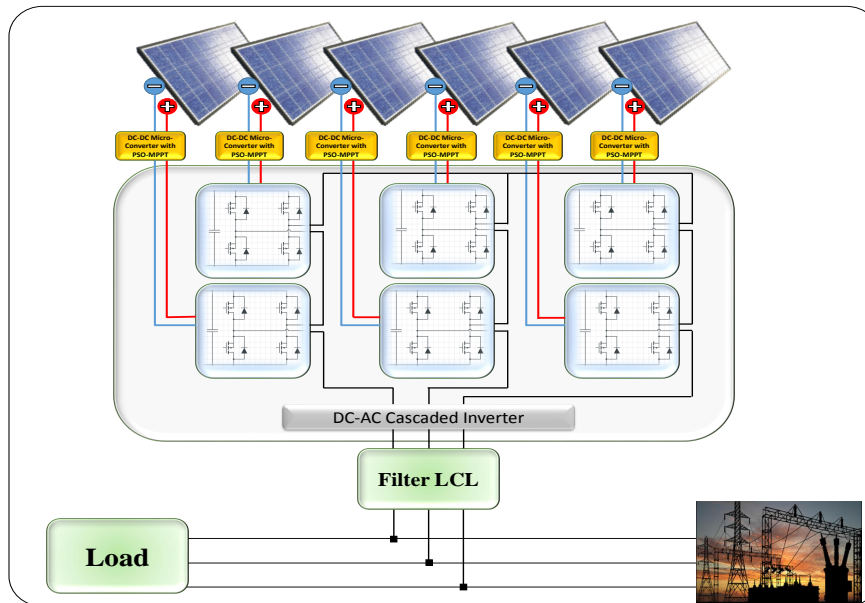 DC-DC Micro-
Converter with
PSO-MPPT
DC-DC Micro-
Converter with
PSO-MPPT
DC-DC Micro-
Converter with
PSO-MPPT
DC-DC Micro-
Converter with
PSO-MPPT
DC-DC Micro-
Converter with
PSO-MPPT
DC-DC Micro-
Converter with
PSO-MPPT
DC-AC Cascaded Inverter
Filter LCL
Load